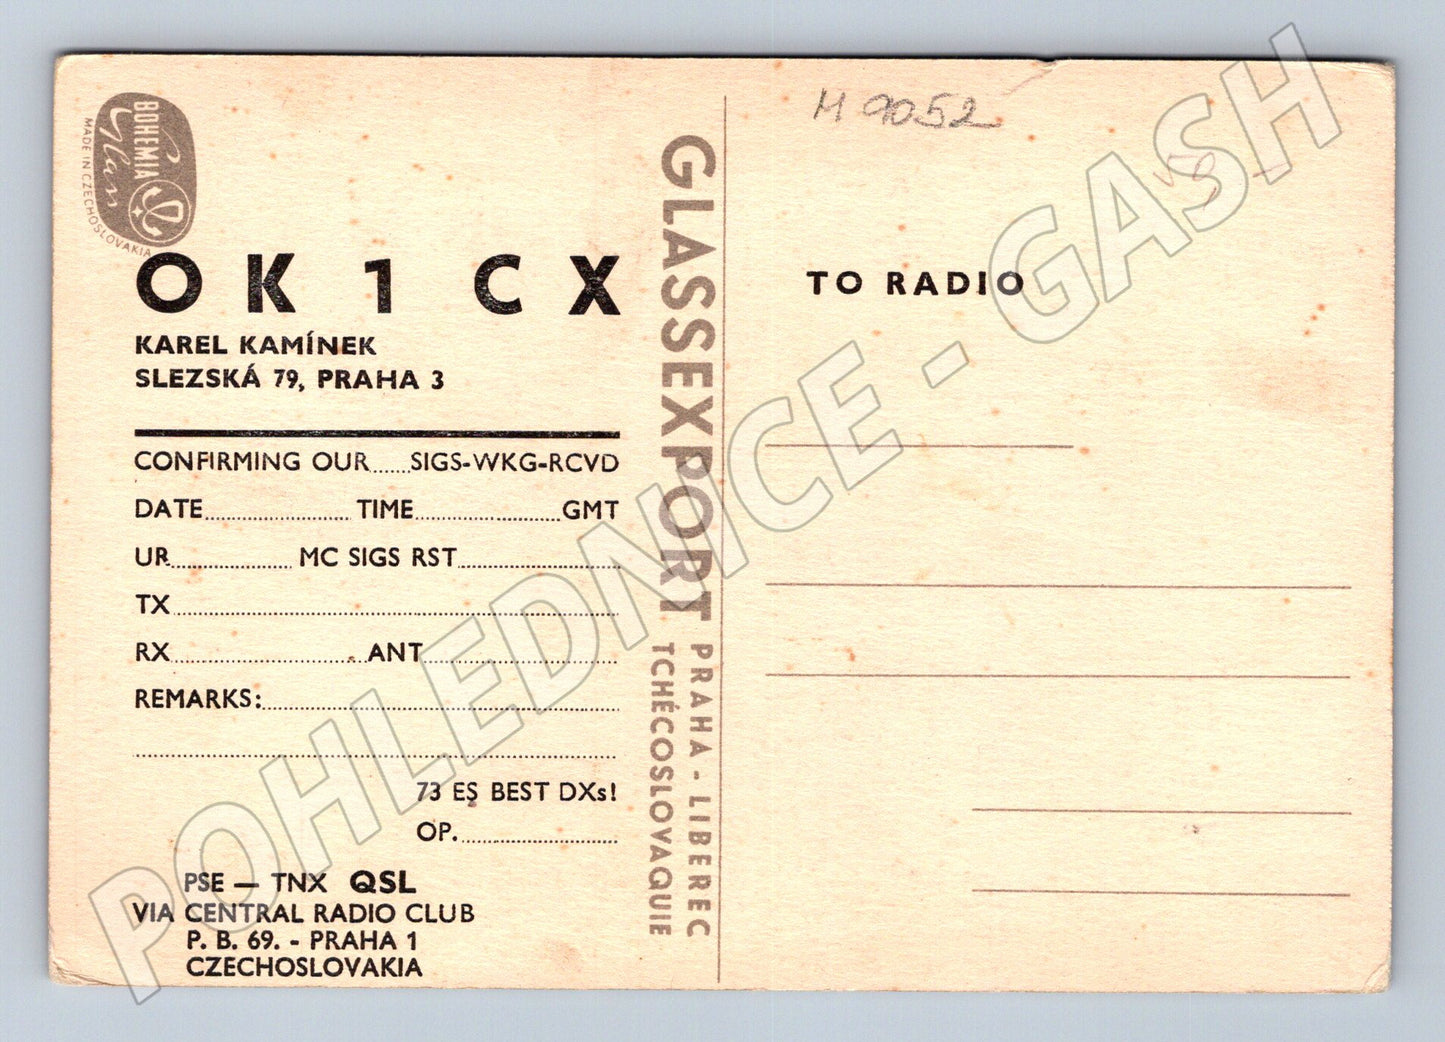 BOHEMIA
Glass
MADE IN CZECHOSLOVAKIA
OK 1 CX
KAREL KAMÍNEK
SLEZSKÁ 79, PRAHA 3
CONFIRMING OUR......SIGS-WKG-RCVD
DATE.................... TIME....................GMT
UR.................... MC SIGS RST....................
TX....................
RX....................ANT....................
REMARKS:....................
73 ES BEST DXs!
OP.....................
PSE — TNX QSL
VIA CENTRAL RADIO CLUB
P. B. 69. - PRAHA 1
CZECHOSLOVAKIA
GLASSEXPORT
PRAHA - LIBEREC
TCHÉCOSLOVAQUIE
M 9052
TO RADIO
POHLEDNICE - GASH